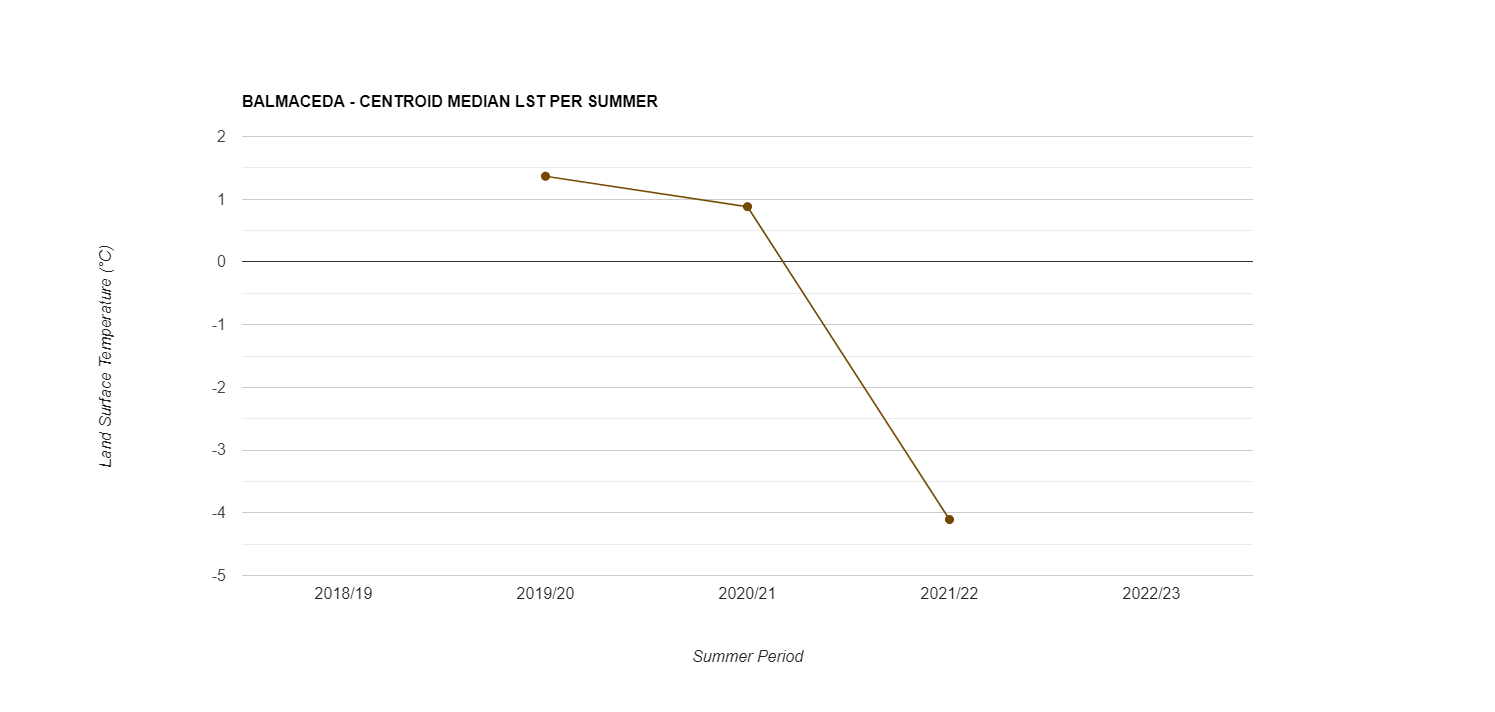 BALMACEDA - CENTROID MEDIAN LST PER SUMMER
2
1
0
-1
-2
-3
-4
-5
Land Surface Temperature (°C)
2018/19 2019/20 2020/21 2021/22 2022/23
Summer Period